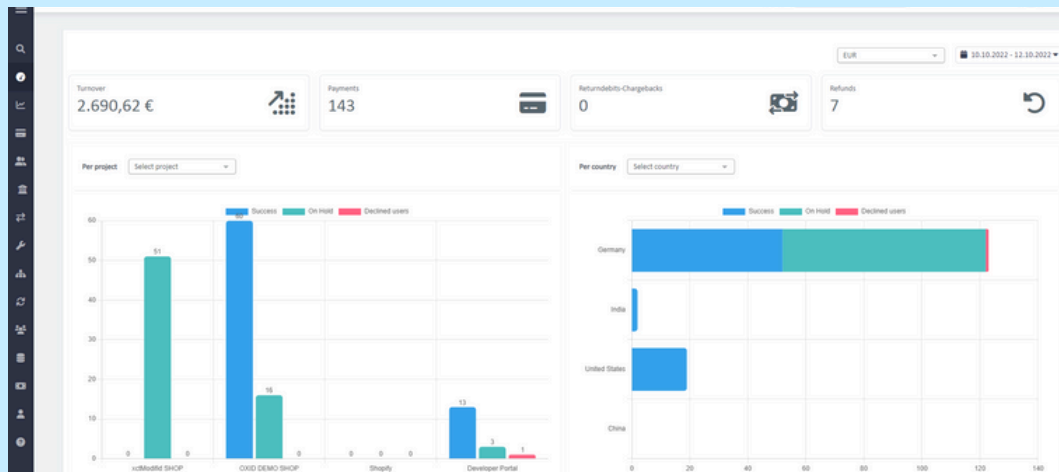 EUR
10.10.2022 - 12.10.2022
Turnover
2.690,62 €
Payments
143
Returndebits-Chargebacks
0
Refunds
7
Per project
Select project
Per country
Select country
Success
On Hold
Declined users
60
50
40
30
20
10
0
0
51
0
60
16
0
0
0
0
13
3
1
SHOP
OXID DEMO SHOP
Shopify
Developer Portal
Success
On Hold
Declined users
Germany
India
United States
China
0
20
40
60
80
100
120
140